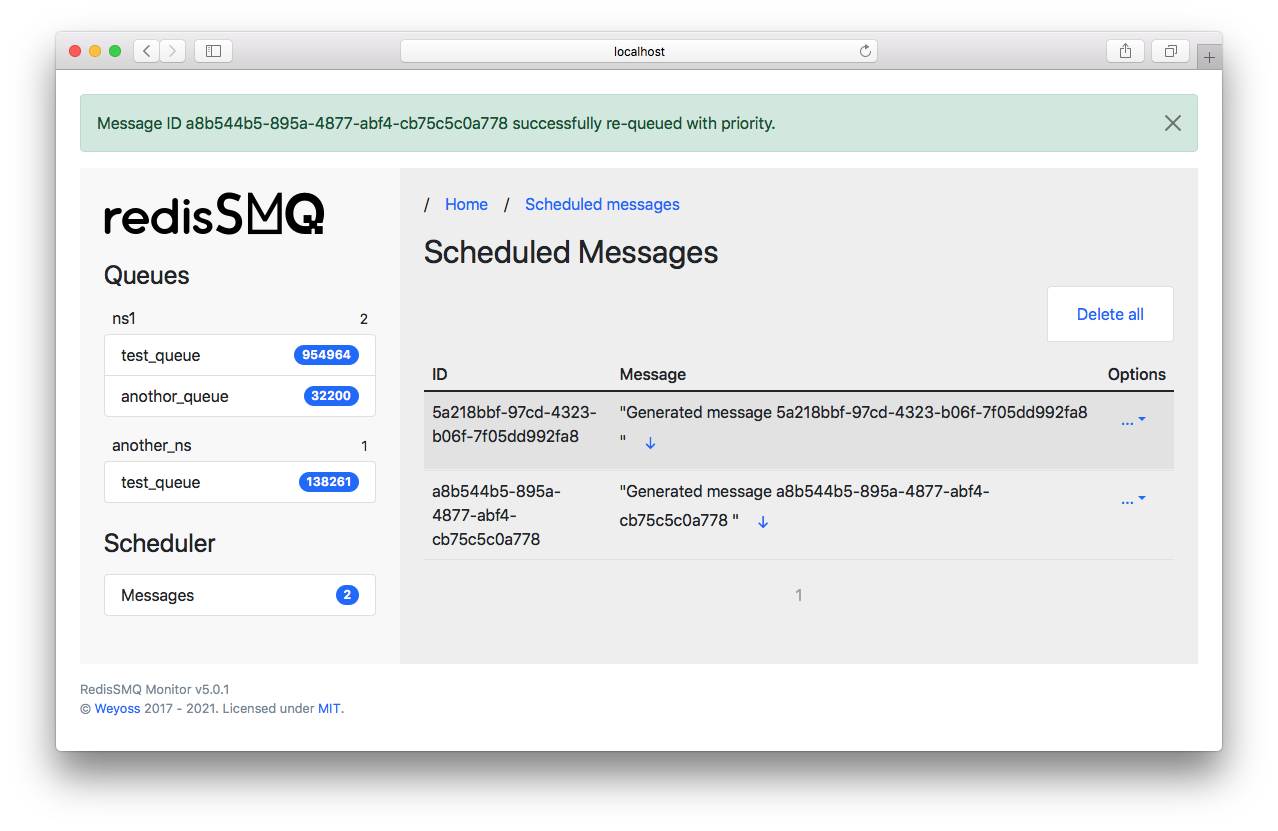 localhost
Message ID a8b544b5-895a-4877-abf4-cb75c5c0a778 successfully re-queued with priority.
redisSMQ
Queues
ns1 2
test_queue 954964
anothor_queue 32200
another_ns 1
test_queue 138261
Scheduler
Messages 2
/ Home / Scheduled messages
Scheduled Messages
Delete all
ID Message Options
5a218bbf-97cd-4323-
b06f-7f05dd992fa8
"Generated message 5a218bbf-97cd-4323-b06f-7f05dd992fa8
" ↓
...
a8b544b5-895a-
4877-abf4-
cb75c5c0a778
"Generated message a8b544b5-895a-4877-abf4-
cb75c5c0a778 " ↓
...
1
RedisSMQ Monitor v5.0.1
© Weyoss 2017 - 2021. Licensed under MIT.